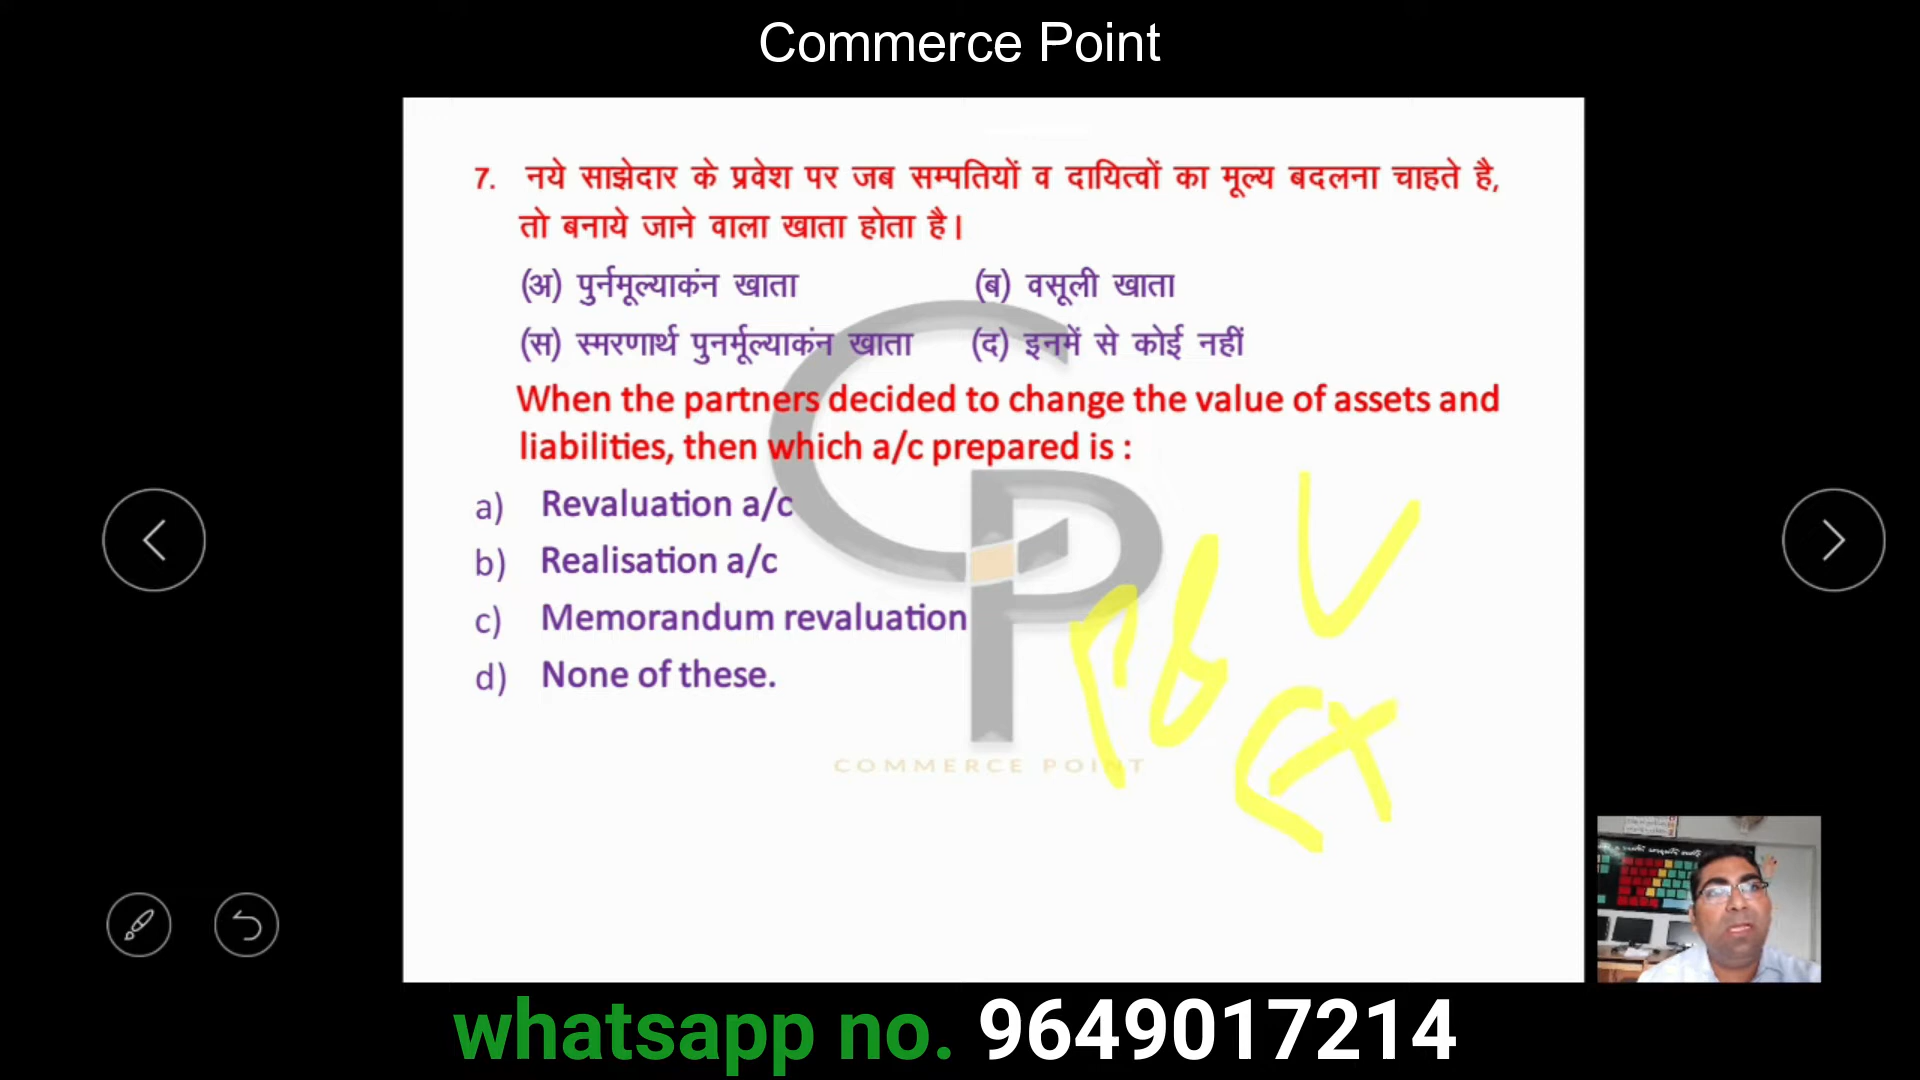 Commerce Point
7. नये साझेदार के प्रवेश पर जब सम्पतियों व दायित्वों का मूल्य बदलना चाहते है,
तो बनाये जाने वाला खाता होता है।
(अ) पुर्नमूल्याकंन खाता (ब) वसूली खाता
(स) स्मरणार्थ पुनर्मूल्याकंन खाता (द) इनमें से कोई नहीं
When the partners decided to change the value of assets and
liabilities, then which a/c prepared is :
a) Revaluation a/c
b) Realisation a/c
c) Memorandum revaluation
d) None of these.
CP
COMMERCE POINT
whatsapp no. 9649017214